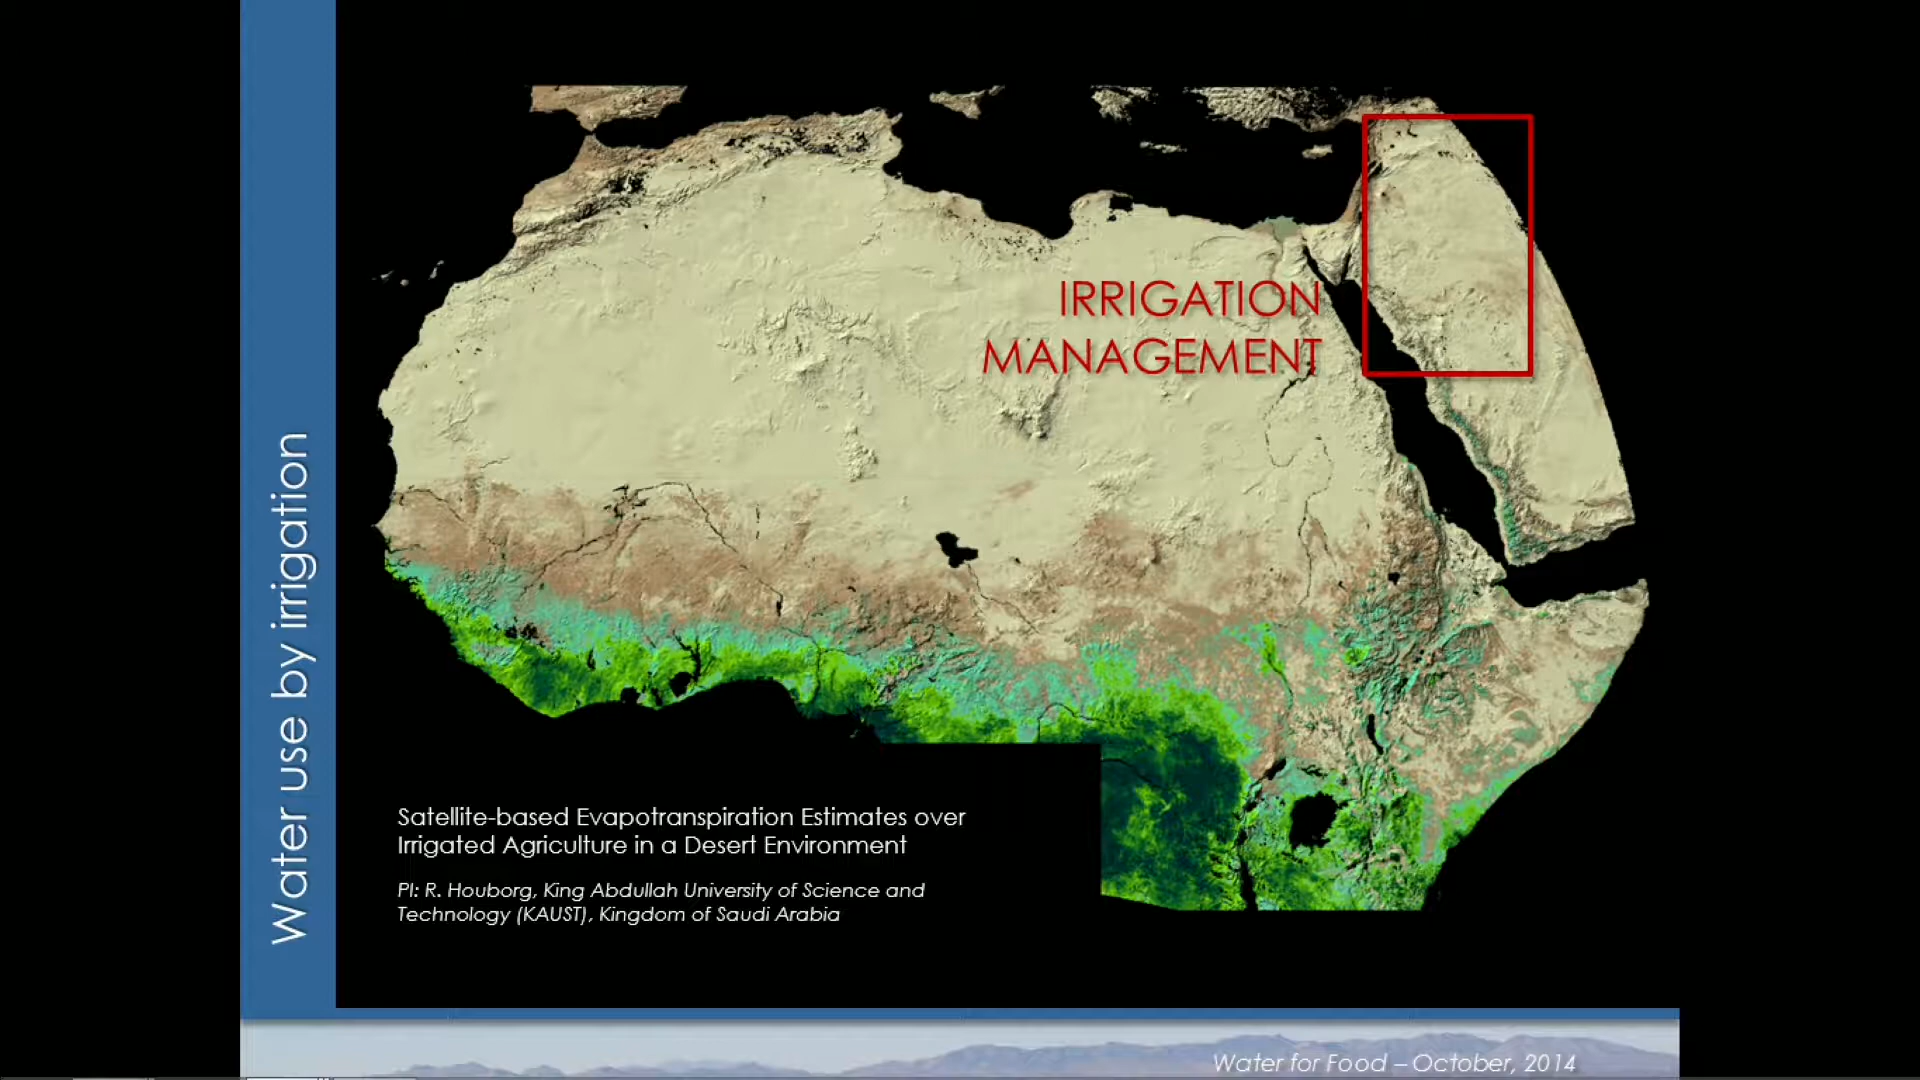 Water use by irrigation
IRRIGATION
MANAGEMENT
Satellite-based Evapotranspiration Estimates over
Irrigated Agriculture in a Desert Environment
PI: R. Houborg, King Abdullah University of Science and
Technology (KAUST), Kingdom of Saudi Arabia
Water for Food – October, 2014